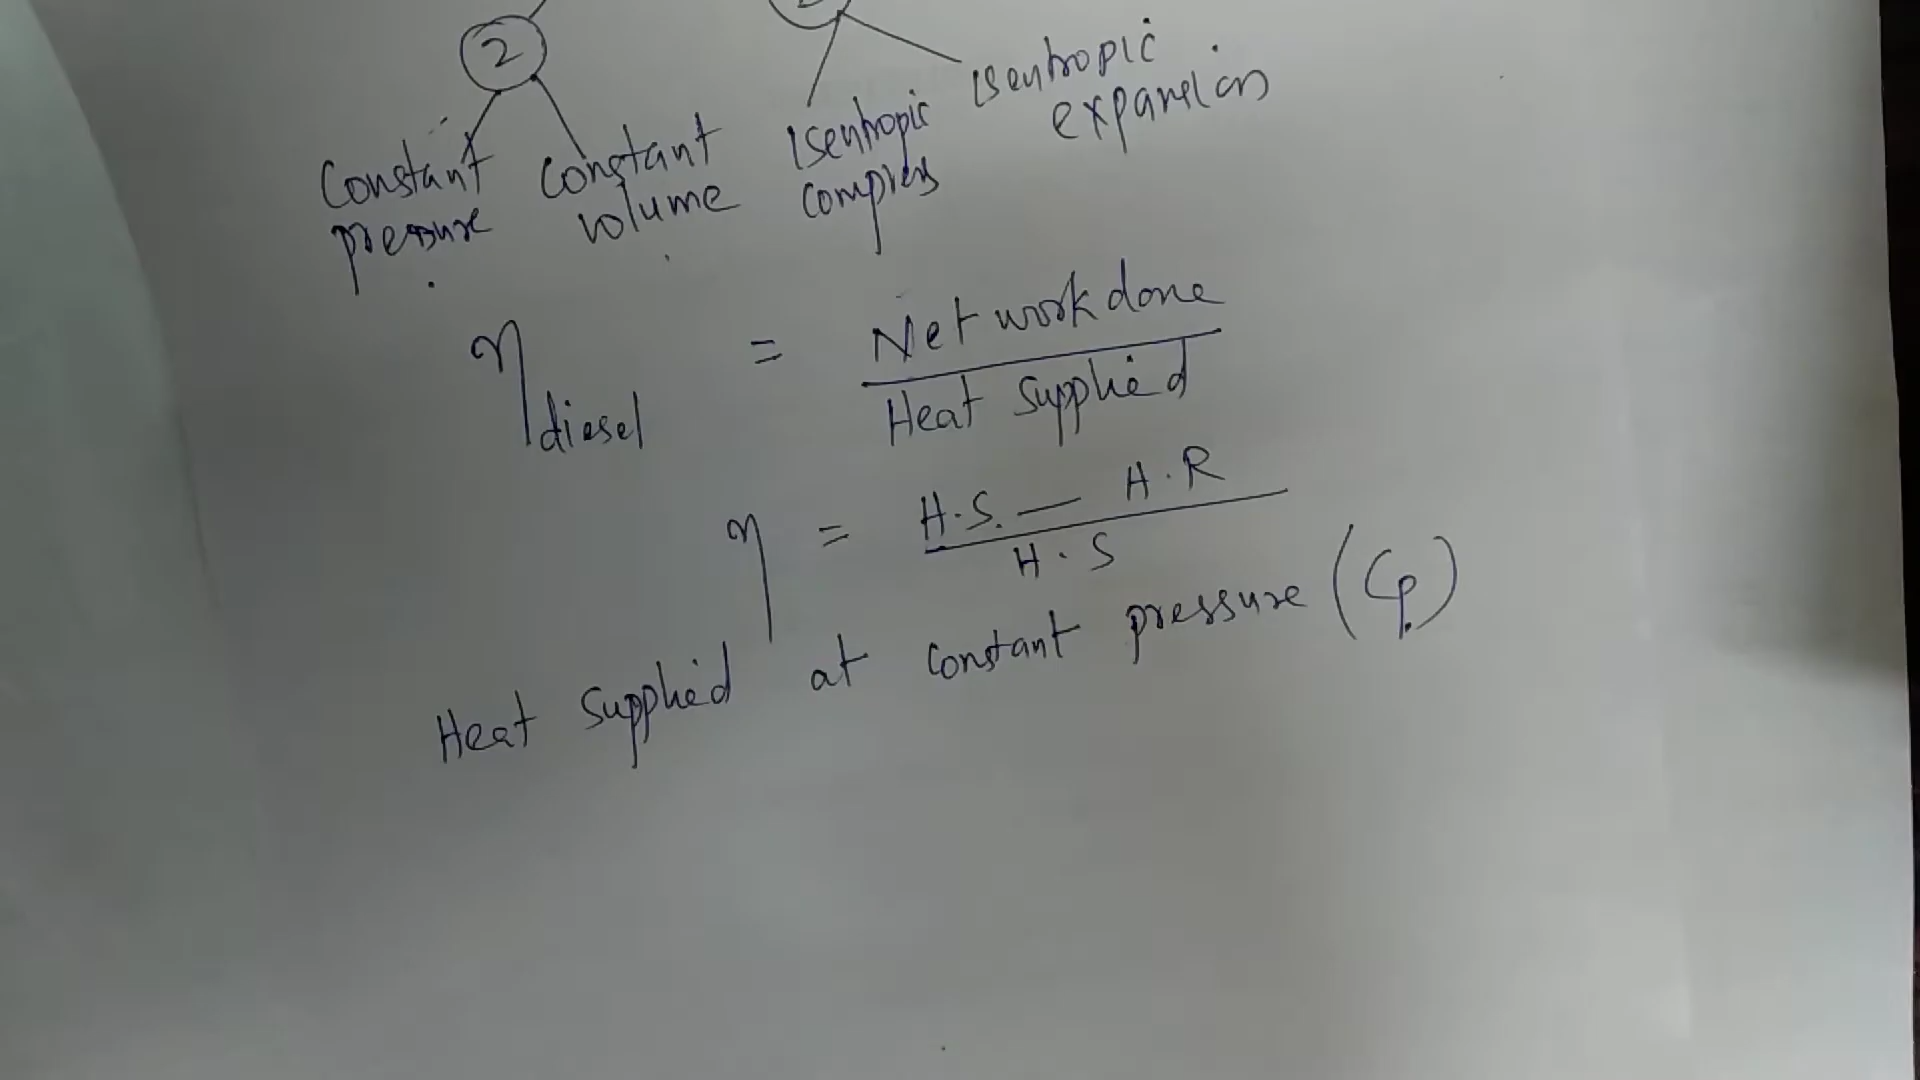 2
Isentropic
expansion
Constant constant Isentropic
pressure volume compress
η diesel = Net work done
Heat supplied
η = H.S. — H.R
H.S
Heat supplied at constant pressure (Cp)